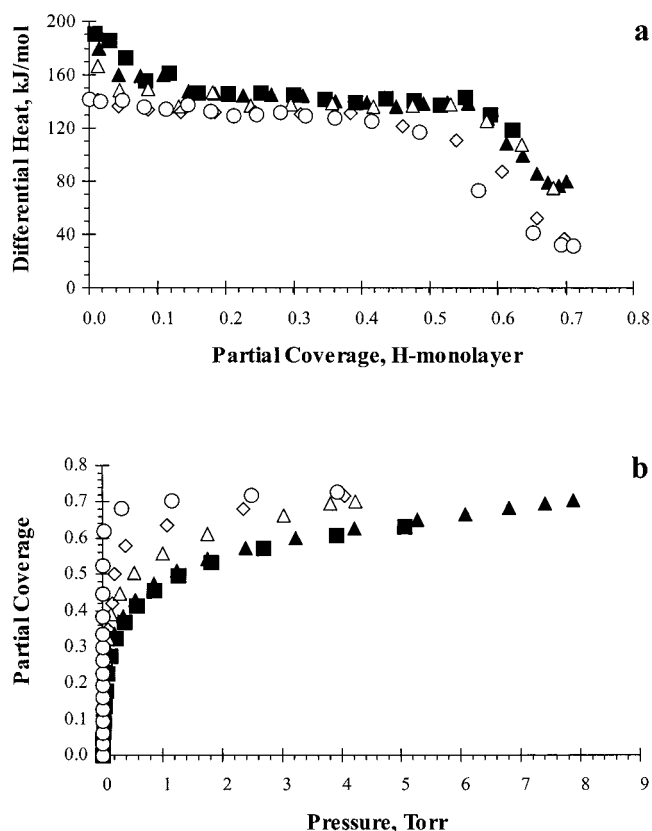 a
200
160
120
80
40
0
Differential Heat, kJ/mol
0.0 0.1 0.2 0.3 0.4 0.5 0.6 0.7 0.8
Partial Coverage, H-monolayer
b
0.8
0.7
0.6
0.5
0.4
0.3
0.2
0.1
0.0
Partial Coverage
0 1 2 3 4 5 6 7 8 9
Pressure, Torr